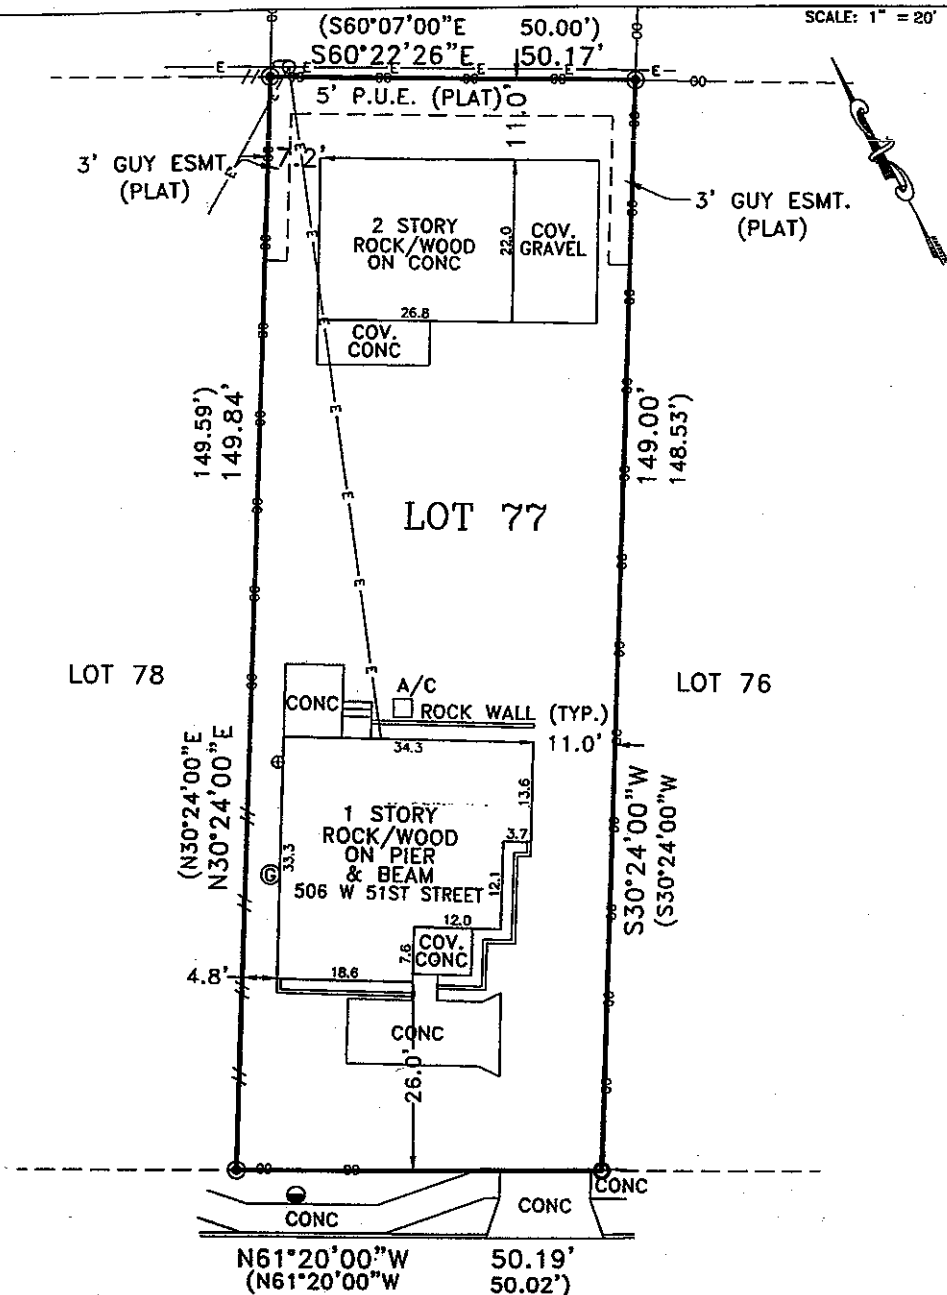 SCALE: 1" = 20'
(S60°07'00"E 50.00')
S60°22'26"E 50.17'
5' P.U.E. (PLAT)
11.0'
7.2'
3' GUY ESMT.
(PLAT)
3' GUY ESMT.
(PLAT)
2 STORY
ROCK/WOOD
ON CONC
22.0
COV.
GRAVEL
26.8
COV.
CONC
149.59')
149.84'
149.00'
148.53')
LOT 77
LOT 78
LOT 76
A/C
CONC
ROCK WALL (TYP.)
34.3
11.0'
(N30°24'00"E
N30°24'00"E
S30°24'00"W
(S30°24'00"W
13.6
1 STORY
ROCK/WOOD
ON PIER
& BEAM
506 W 51ST STREET
33.3
3.7
12.1
G
12.0
COV.
CONC
7.6
4.8'
18.6
CONC
26.0'
CONC
CONC
CONC
N61°20'00"W 50.19'
(N61°20'00"W 50.02')
E E E E E E
E
E
E
E
E
E
E
E
E